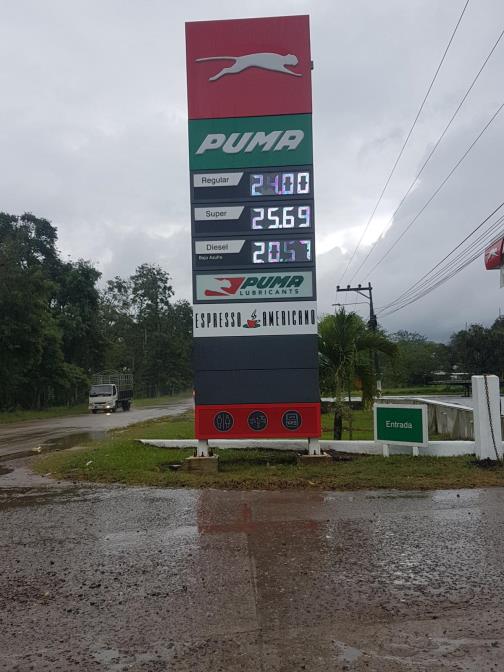 PUMA
Regular 21.00
Super 25.69
Diesel 20.57
Bajo Azufre
PUMA
LUBRICANTS
ESPRESSO AMERICANO
Entrada